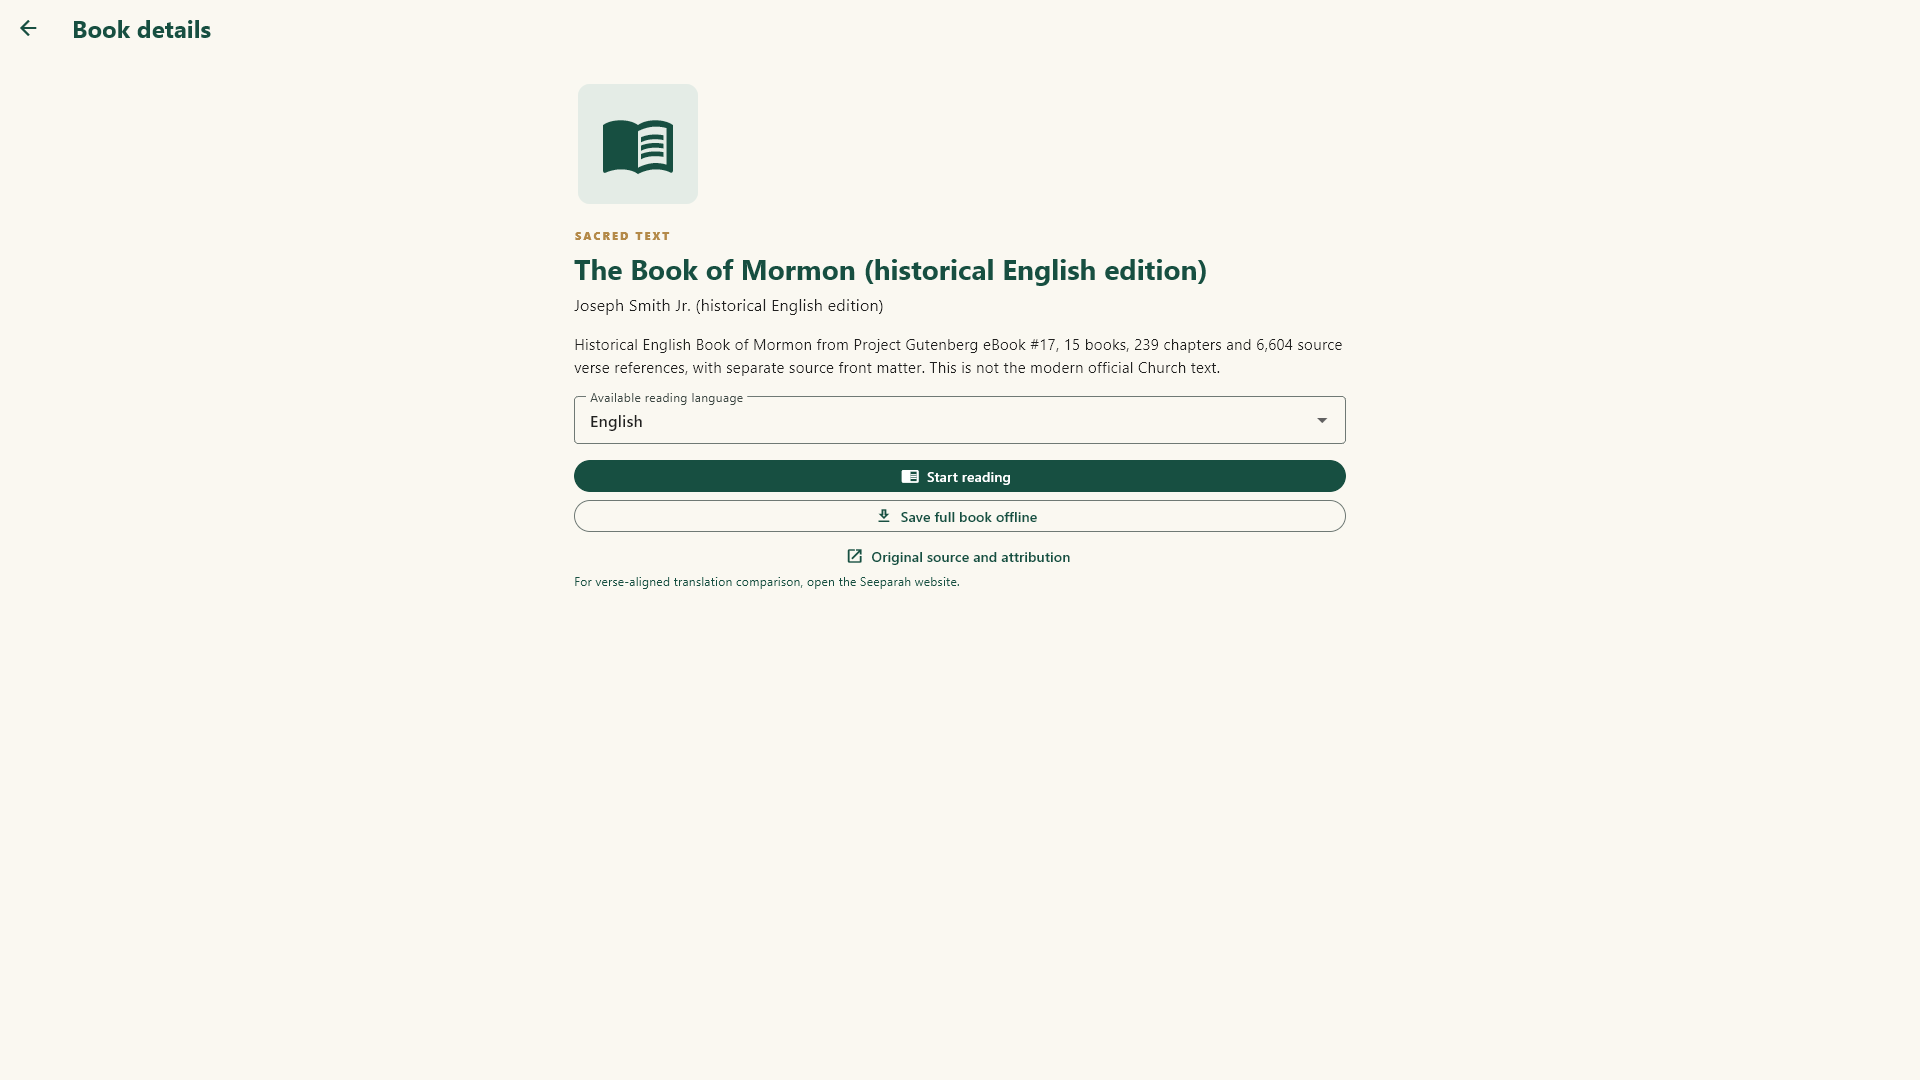 Book details
SACRED TEXT
The Book of Mormon (historical English edition)
Joseph Smith Jr. (historical English edition)
Historical English Book of Mormon from Project Gutenberg eBook #17, 15 books, 239 chapters and 6,604 source
verse references, with separate source front matter. This is not the modern official Church text.
Available reading language
English
Start reading
Save full book offline
Original source and attribution
For verse-aligned translation comparison, open the Seeparah website.